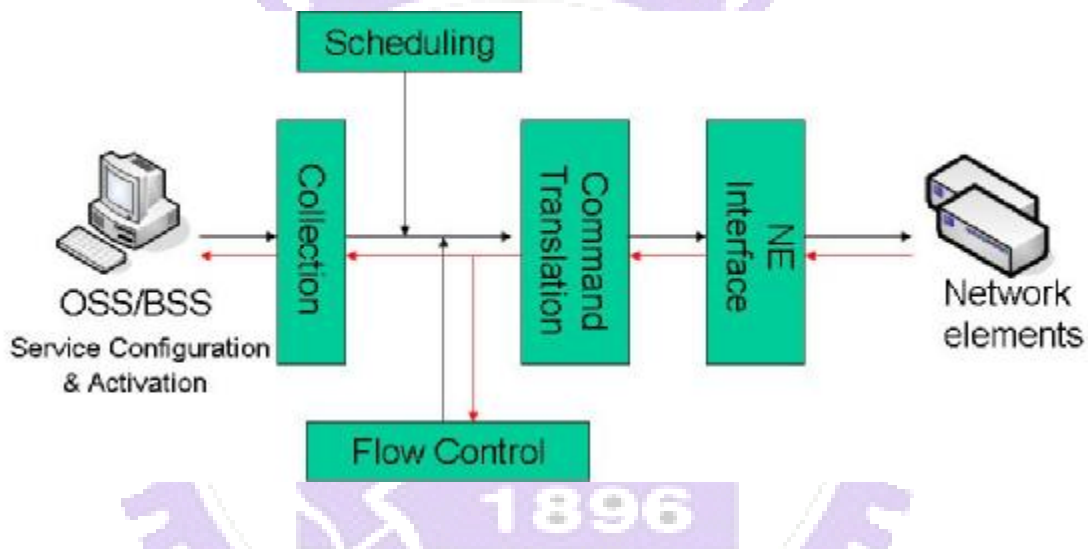 Scheduling
Collection
Command
Translation
NE
Interface
OSS/BSS
Service Configuration
& Activation
Network
elements
Flow Control
1896